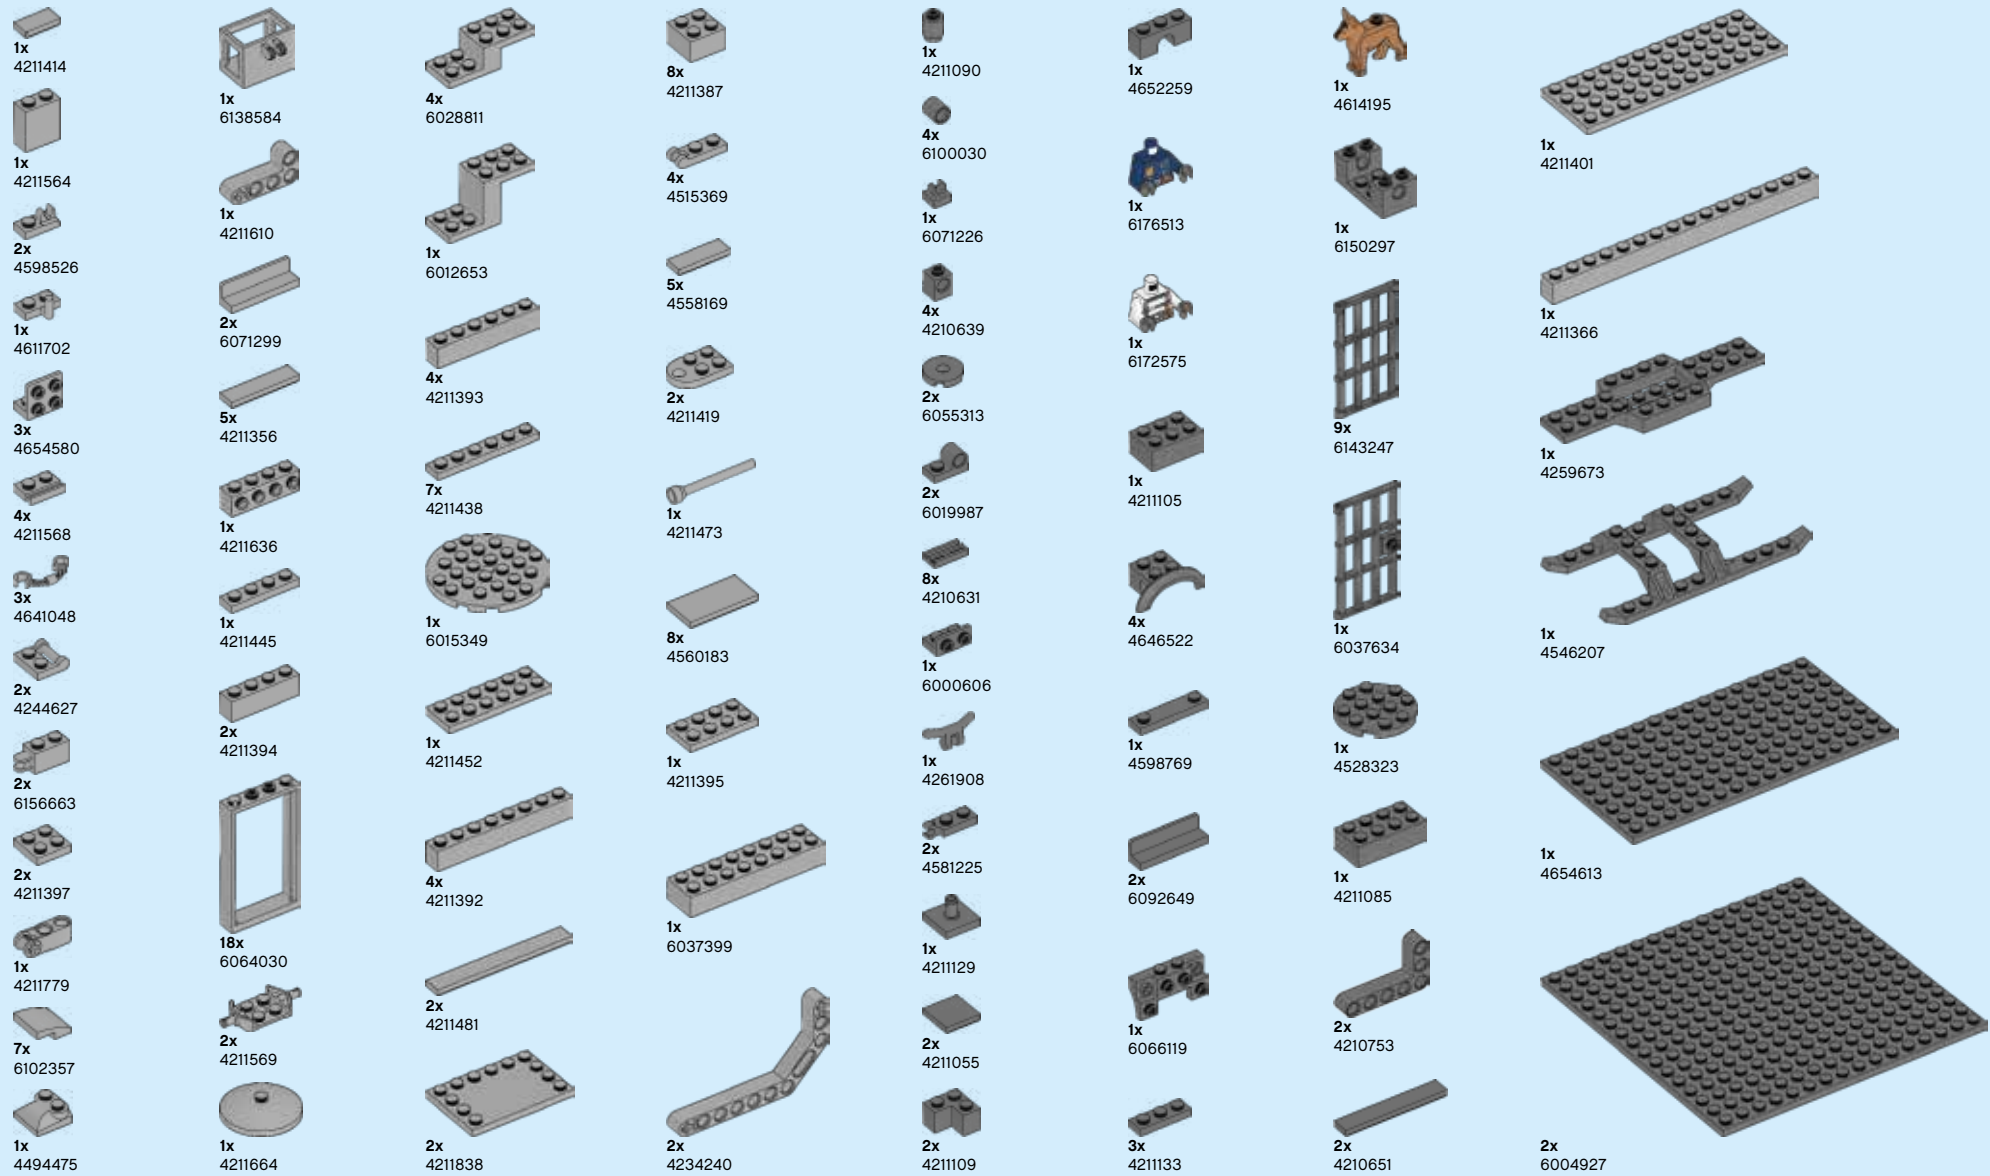 1x
4211414
1x
4211564
2x
4598526
1x
4611702
3x
4654580
4x
4211568
3x
4641048
2x
4244627
2x
6156663
2x
4211397
1x
4211779
7x
6102357
1x
4494475
1x
6138584
1x
4211610
2x
6071299
5x
4211356
1x
4211636
1x
4211445
2x
4211394
18x
6064030
2x
4211569
1x
4211664
4x
6028811
1x
6012653
4x
4211393
7x
4211438
1x
6015349
1x
4211452
4x
4211392
2x
4211481
2x
4211838
8x
4211387
4x
4515369
5x
4558169
2x
4211419
1x
4211473
8x
4560183
1x
4211395
1x
6037399
2x
4234240
1x
4211090
4x
6100030
1x
6071226
4x
4210639
2x
6055313
2x
6019987
8x
4210631
1x
6000606
1x
4261908
2x
4581225
1x
4211129
2x
4211055
2x
4211109
1x
4652259
1x
6176513
1x
6172575
1x
4211105
4x
4646522
1x
4598769
2x
6092649
1x
6066119
3x
4211133
1x
4614195
1x
6150297
9x
6143247
1x
6037634
1x
4528323
1x
4211085
2x
4210753
2x
4210651
1x
4211401
1x
4211366
1x
4259673
1x
4546207
1x
4654613
2x
6004927